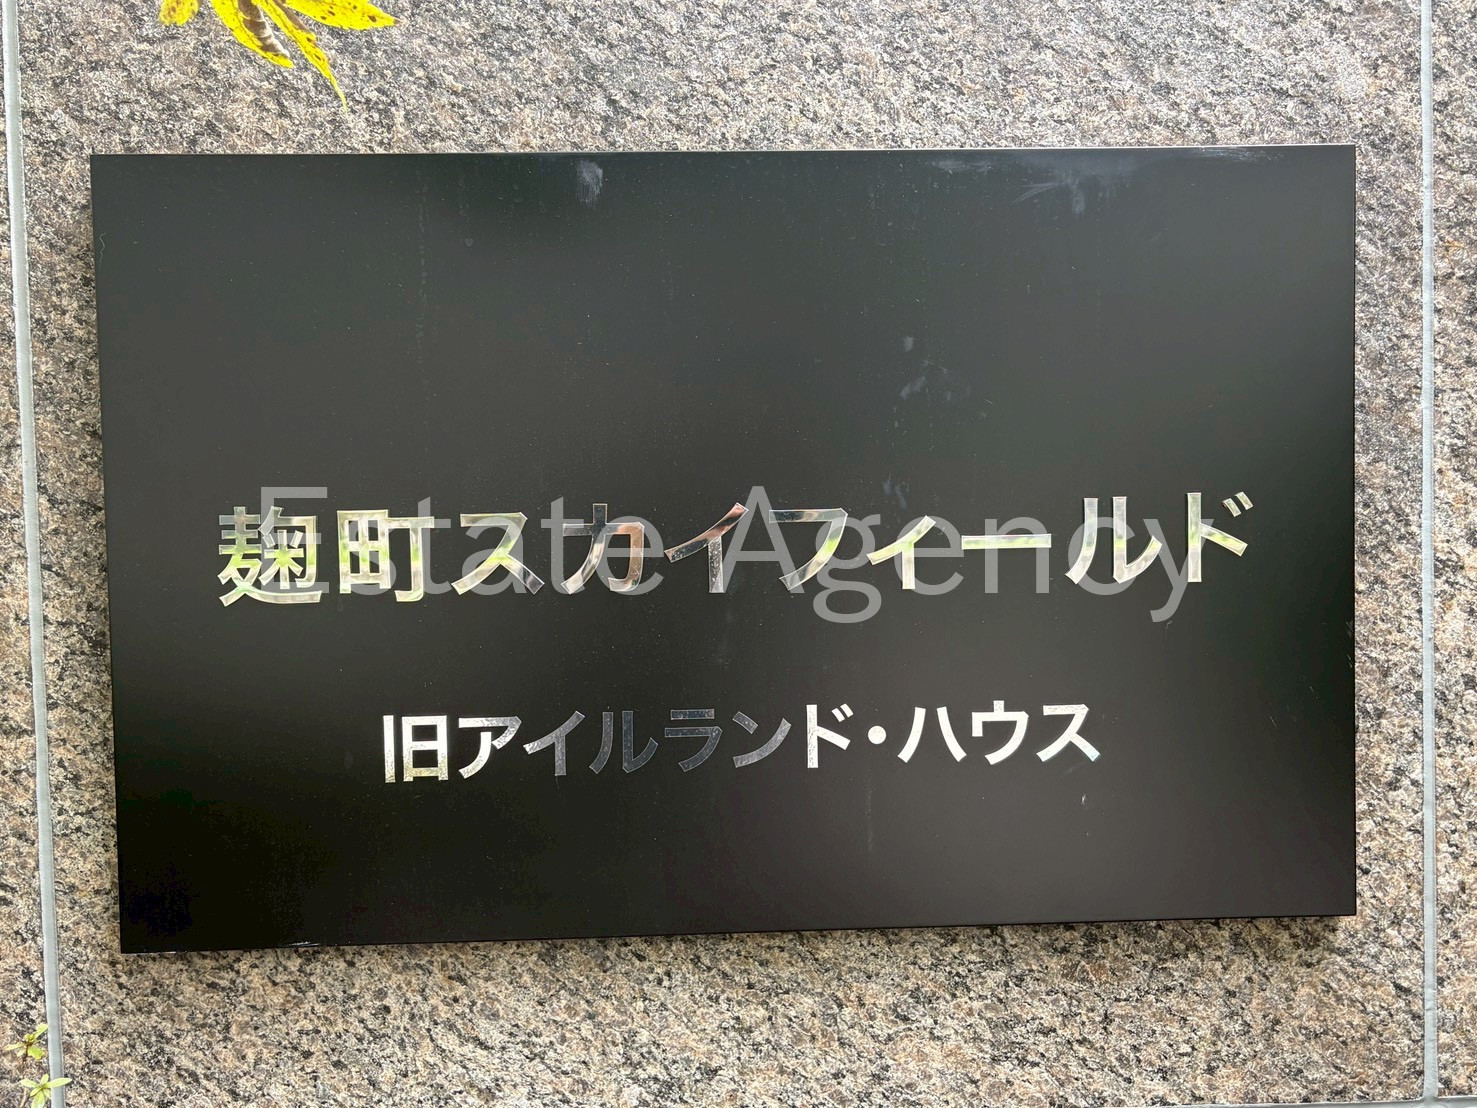 麹町スカイフィールド
Estate Agency
旧アイルランド・ハウス